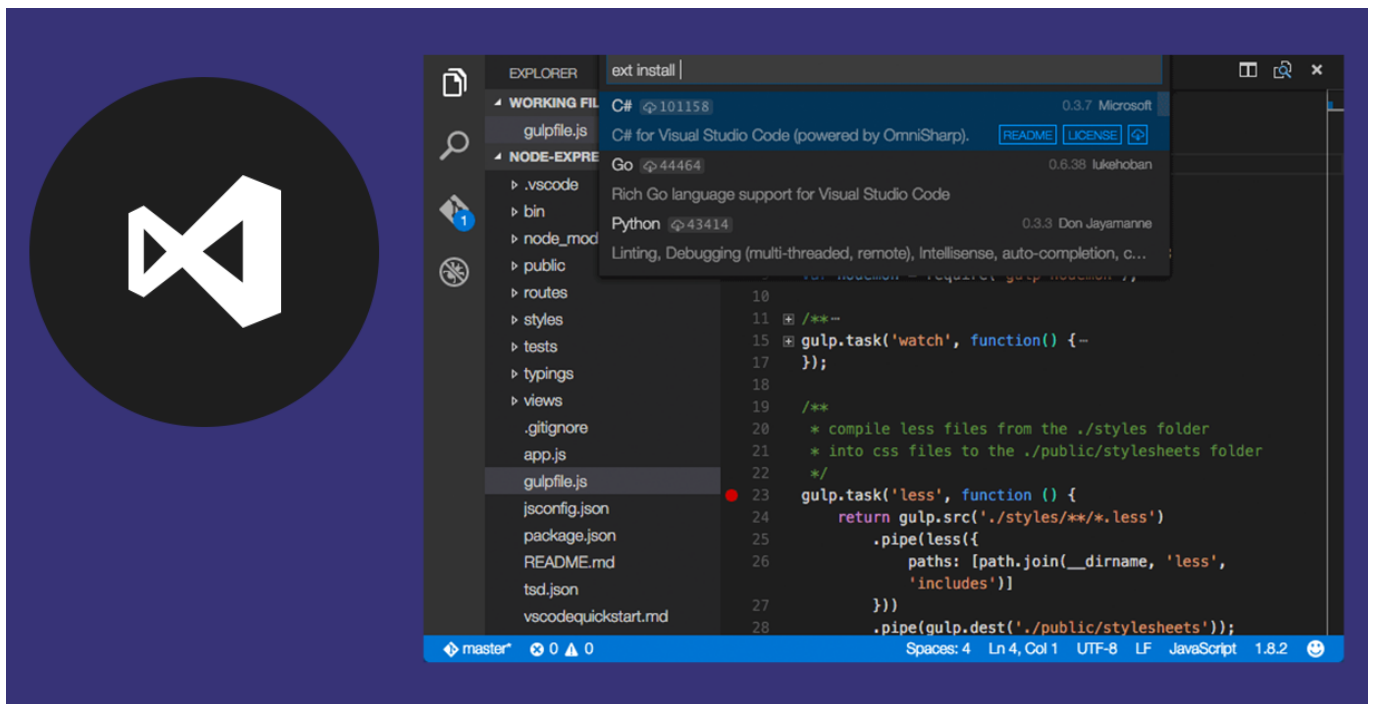 EXPLORER
WORKING FIL
gulpfile.js
NODE-EXPRE
.vscode
bin
node_mod
public
routes
styles
tests
typings
views
.gitignore
app.js
gulpfile.js
jsconfig.json
package.json
README.md
tsd.json
vscodequickstart.md
1
ext install
C# 101158 0.3.7 Microsoft
C# for Visual Studio Code (powered by OmniSharp). README LICENSE
Go 44464 0.6.38 lukehoban
Rich Go language support for Visual Studio Code
Python 43414 0.3.3 Don Jayamanne
Linting, Debugging (multi-threaded, remote), Intellisense, auto-completion, c...
10
11 /**…
15 gulp.task('watch', function() {…
17 });
18
19 /**
20 * compile less files from the ./styles folder
21 * into css files to the ./public/stylesheets folder
22 */
23 gulp.task('less', function () {
24 return gulp.src('./styles/**/*.less')
25 .pipe(less({
26 paths: [path.join(__dirname, 'less',
'includes')]
27 }))
28 .pipe(gulp.dest('./public/stylesheets'));
master* 0 0 Spaces: 4 Ln 4, Col 1 UTF-8 LF JavaScript 1.8.2